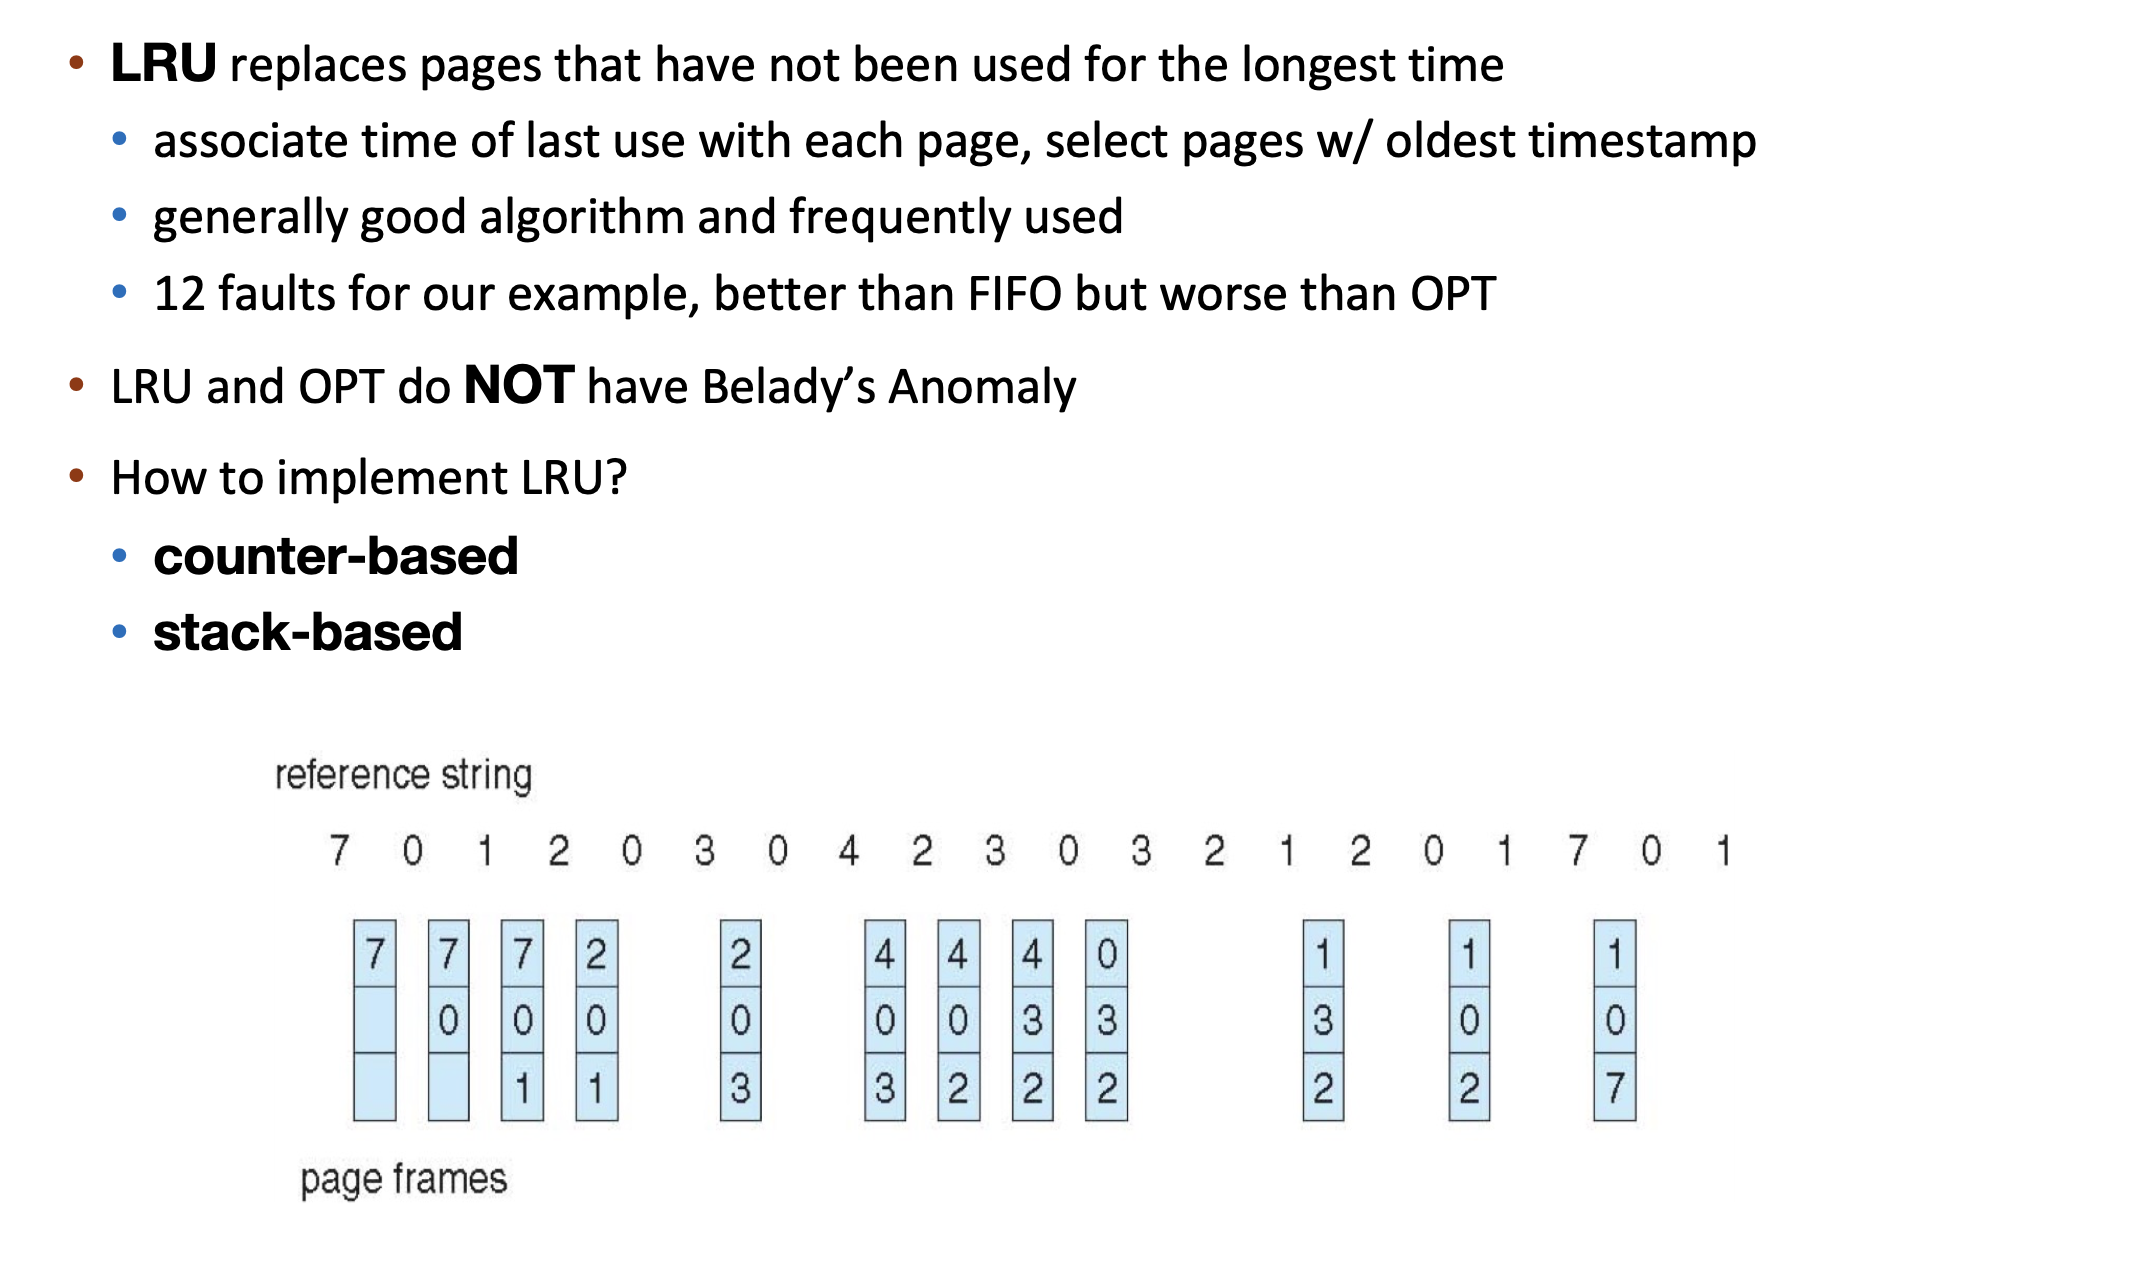 • LRU replaces pages that have not been used for the longest time
• associate time of last use with each page, select pages w/ oldest timestamp
• generally good algorithm and frequently used
• 12 faults for our example, better than FIFO but worse than OPT
• LRU and OPT do NOT have Belady’s Anomaly
• How to implement LRU?
• counter-based
• stack-based
reference string
7 0 1 2 0 3 0 4 2 3 0 3 2 1 2 0 1 7 0 1
7 7 7 2 2 4 4 4 0 1 1 1
0 0 0 0 0 0 3 3 3 0 0
1 1 3 3 2 2 2 2 2 7
page frames